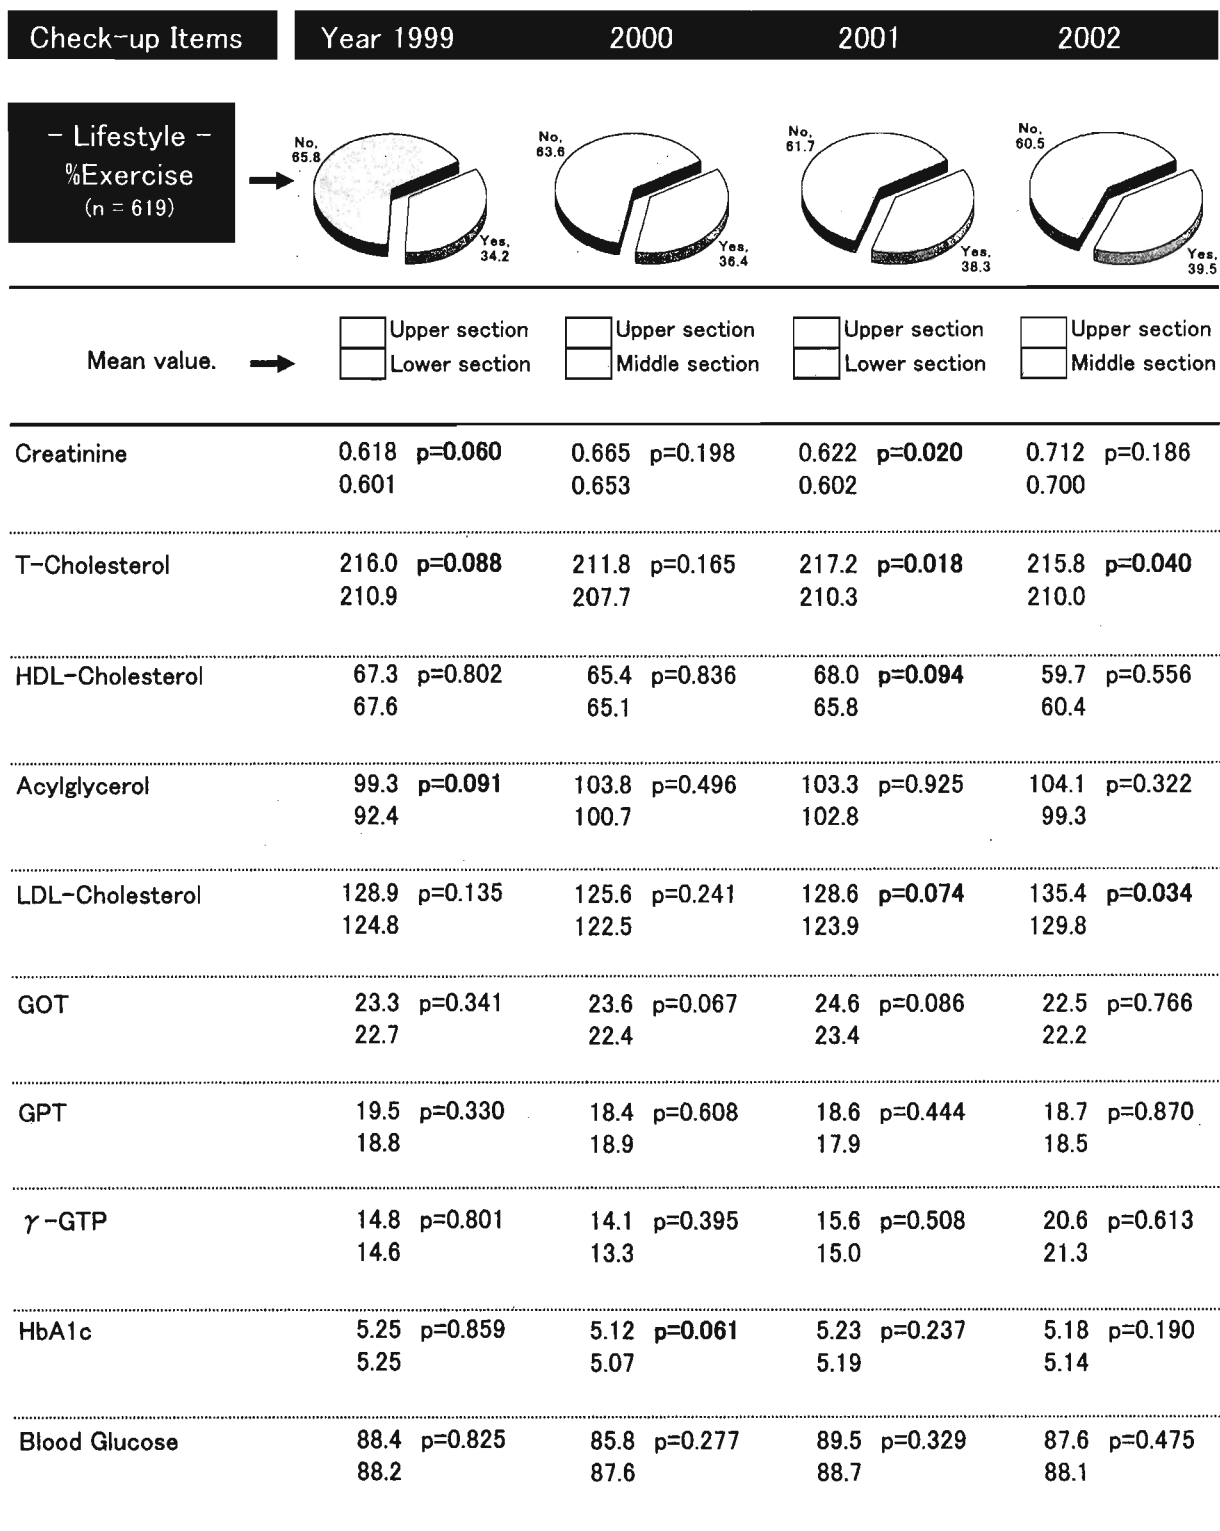 Check-up Items Year 1999 2000 2001 2002
- Lifestyle -
%Exercise
(n = 619)
No,
65.8
Yes,
34.2
No,
63.6
Yes,
36.4
No,
61.7
Yes,
38.3
No,
60.5
Yes,
39.5
Mean value.
Upper section Upper section Upper section Upper section
Lower section Middle section Lower section Middle section
Creatinine 0.618 p=0.060 0.665 p=0.198 0.622 p=0.020 0.712 p=0.186
0.601 0.653 0.602 0.700
T-Cholesterol 216.0 p=0.088 211.8 p=0.165 217.2 p=0.018 215.8 p=0.040
210.9 207.7 210.3 210.0
HDL-Cholesterol 67.3 p=0.802 65.4 p=0.836 68.0 p=0.094 59.7 p=0.556
67.6 65.1 65.8 60.4
Acylglycerol 99.3 p=0.091 103.8 p=0.496 103.3 p=0.925 104.1 p=0.322
92.4 100.7 102.8 99.3
LDL-Cholesterol 128.9 p=0.135 125.6 p=0.241 128.6 p=0.074 135.4 p=0.034
124.8 122.5 123.9 129.8
GOT 23.3 p=0.341 23.6 p=0.067 24.6 p=0.086 22.5 p=0.766
22.7 22.4 23.4 22.2
GPT 19.5 p=0.330 18.4 p=0.608 18.6 p=0.444 18.7 p=0.870
18.8 18.9 17.9 18.5
γ-GTP 14.8 p=0.801 14.1 p=0.395 15.6 p=0.508 20.6 p=0.613
14.6 13.3 15.0 21.3
HbA1c 5.25 p=0.859 5.12 p=0.061 5.23 p=0.237 5.18 p=0.190
5.25 5.07 5.19 5.14
Blood Glucose 88.4 p=0.825 85.8 p=0.277 89.5 p=0.329 87.6 p=0.475
88.2 87.6 88.7 88.1